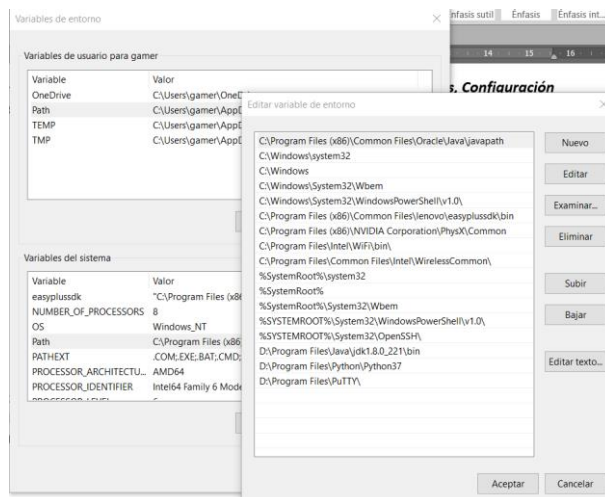 Variables de entorno
nfasis sutil Énfasis Énfasis int...
14 15 16
s, Configuración
Variables de usuario para gamer
Variable Valor
OneDrive C:\Users\gamer\OneD
Path C:\Users\gamer\AppD
TEMP C:\Users\gamer\AppD
TMP C:\Users\gamer\AppD
Variables del sistema
Variable Valor
easyplussdk "C:\Program Files (x86
NUMBER_OF_PROCESSORS 8
OS Windows_NT
Path C:\Program Files (x86
PATHEXT .COM;.EXE;.BAT;.CMD;
PROCESSOR_ARCHITECTU... AMD64
PROCESSOR_IDENTIFIER Intel64 Family 6 Mode
Editar variable de entorno
C:\Program Files (x86)\Common Files\Oracle\Java\javapath
C:\Windows\system32
C:\Windows
C:\Windows\System32\Wbem
C:\Windows\System32\WindowsPowerShell\v1.0\
C:\Program Files (x86)\Common Files\lenovo\easyplussdk\bin
C:\Program Files (x86)\NVIDIA Corporation\PhysX\Common
C:\Program Files\Intel\WiFi\bin\
C:\Program Files\Common Files\Intel\WirelessCommon\
%SystemRoot%\system32
%SystemRoot%
%SystemRoot%\System32\Wbem
%SYSTEMROOT%\System32\WindowsPowerShell\v1.0\
%SYSTEMROOT%\System32\OpenSSH\
D:\Program Files\Java\jdk1.8.0_221\bin
D:\Program Files\Python\Python37
D:\Program Files\PuTTY\
Nuevo
Editar
Examinar...
Eliminar
Subir
Bajar
Editar texto...
Aceptar Cancelar